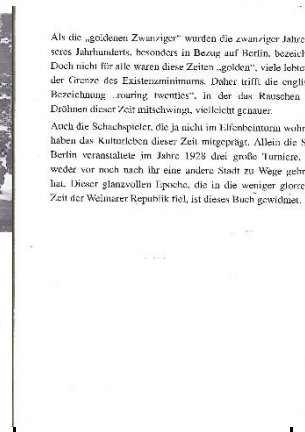 Als die „goldenen Zwanziger“ wurden die zwanziger Jahre
seres Jahrhunderts, besonders in Bezug auf Berlin, bezeich
Doch nicht für alle waren diese Zeiten „golden“, viele lebte
der Grenze des Existenzminimums. Daher trifft die engli
Bezeichnung „roaring twenties“, in der das Rauschen
Dröhnen dieser Zeit mitschwingt, vielleicht genauer.
Auch die Schachspieler, die ja nicht im Elfenbeinturm wohn
haben das Kulturleben dieser Zeit mitgeprägt. Allein die S
Berlin veranstaltete im Jahre 1928 drei große Turniere,
weder vor noch nach ihr eine andere Stadt zu Wege gebr
hat. Dieser glanzvollen Epoche, die in die weniger glorre
Zeit der Weimarer Republik fiel, ist dieses Buch gewidmet.